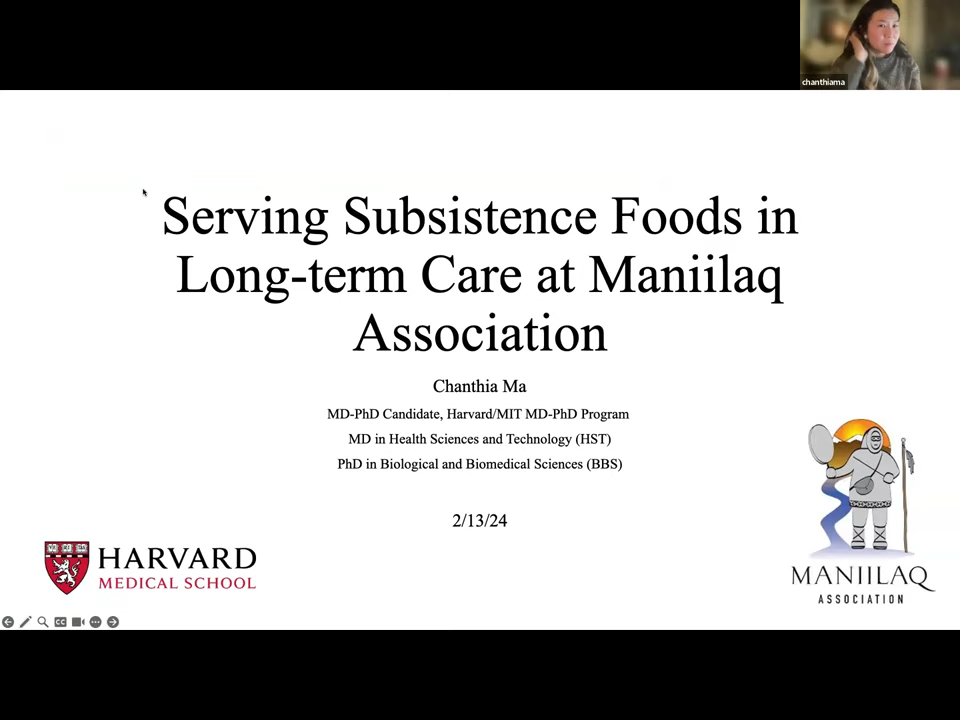 chanthiama
Serving Subsistence Foods in
Long-term Care at Maniilaq
Association
Chanthia Ma
MD-PhD Candidate, Harvard/MIT MD-PhD Program
MD in Health Sciences and Technology (HST)
PhD in Biological and Biomedical Sciences (BBS)
2/13/24
HARVARD
MEDICAL SCHOOL
MANIILAQ
ASSOCIATION
CC